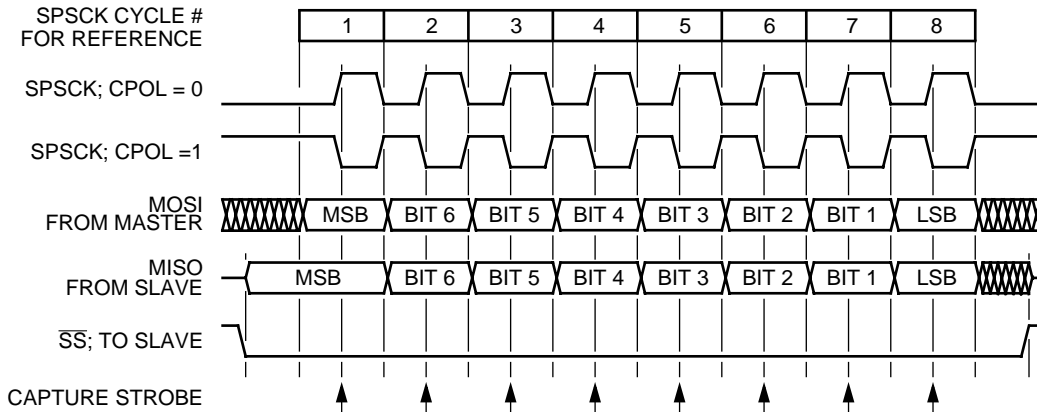 SPSCK CYCLE #
FOR REFERENCE
1 2 3 4 5 6 7 8
SPSCK; CPOL = 0
SPSCK; CPOL =1
MOSI
FROM MASTER
MSB BIT 6 BIT 5 BIT 4 BIT 3 BIT 2 BIT 1 LSB
MISO
FROM SLAVE
MSB BIT 6 BIT 5 BIT 4 BIT 3 BIT 2 BIT 1 LSB
S̅S̅; TO SLAVE
CAPTURE STROBE